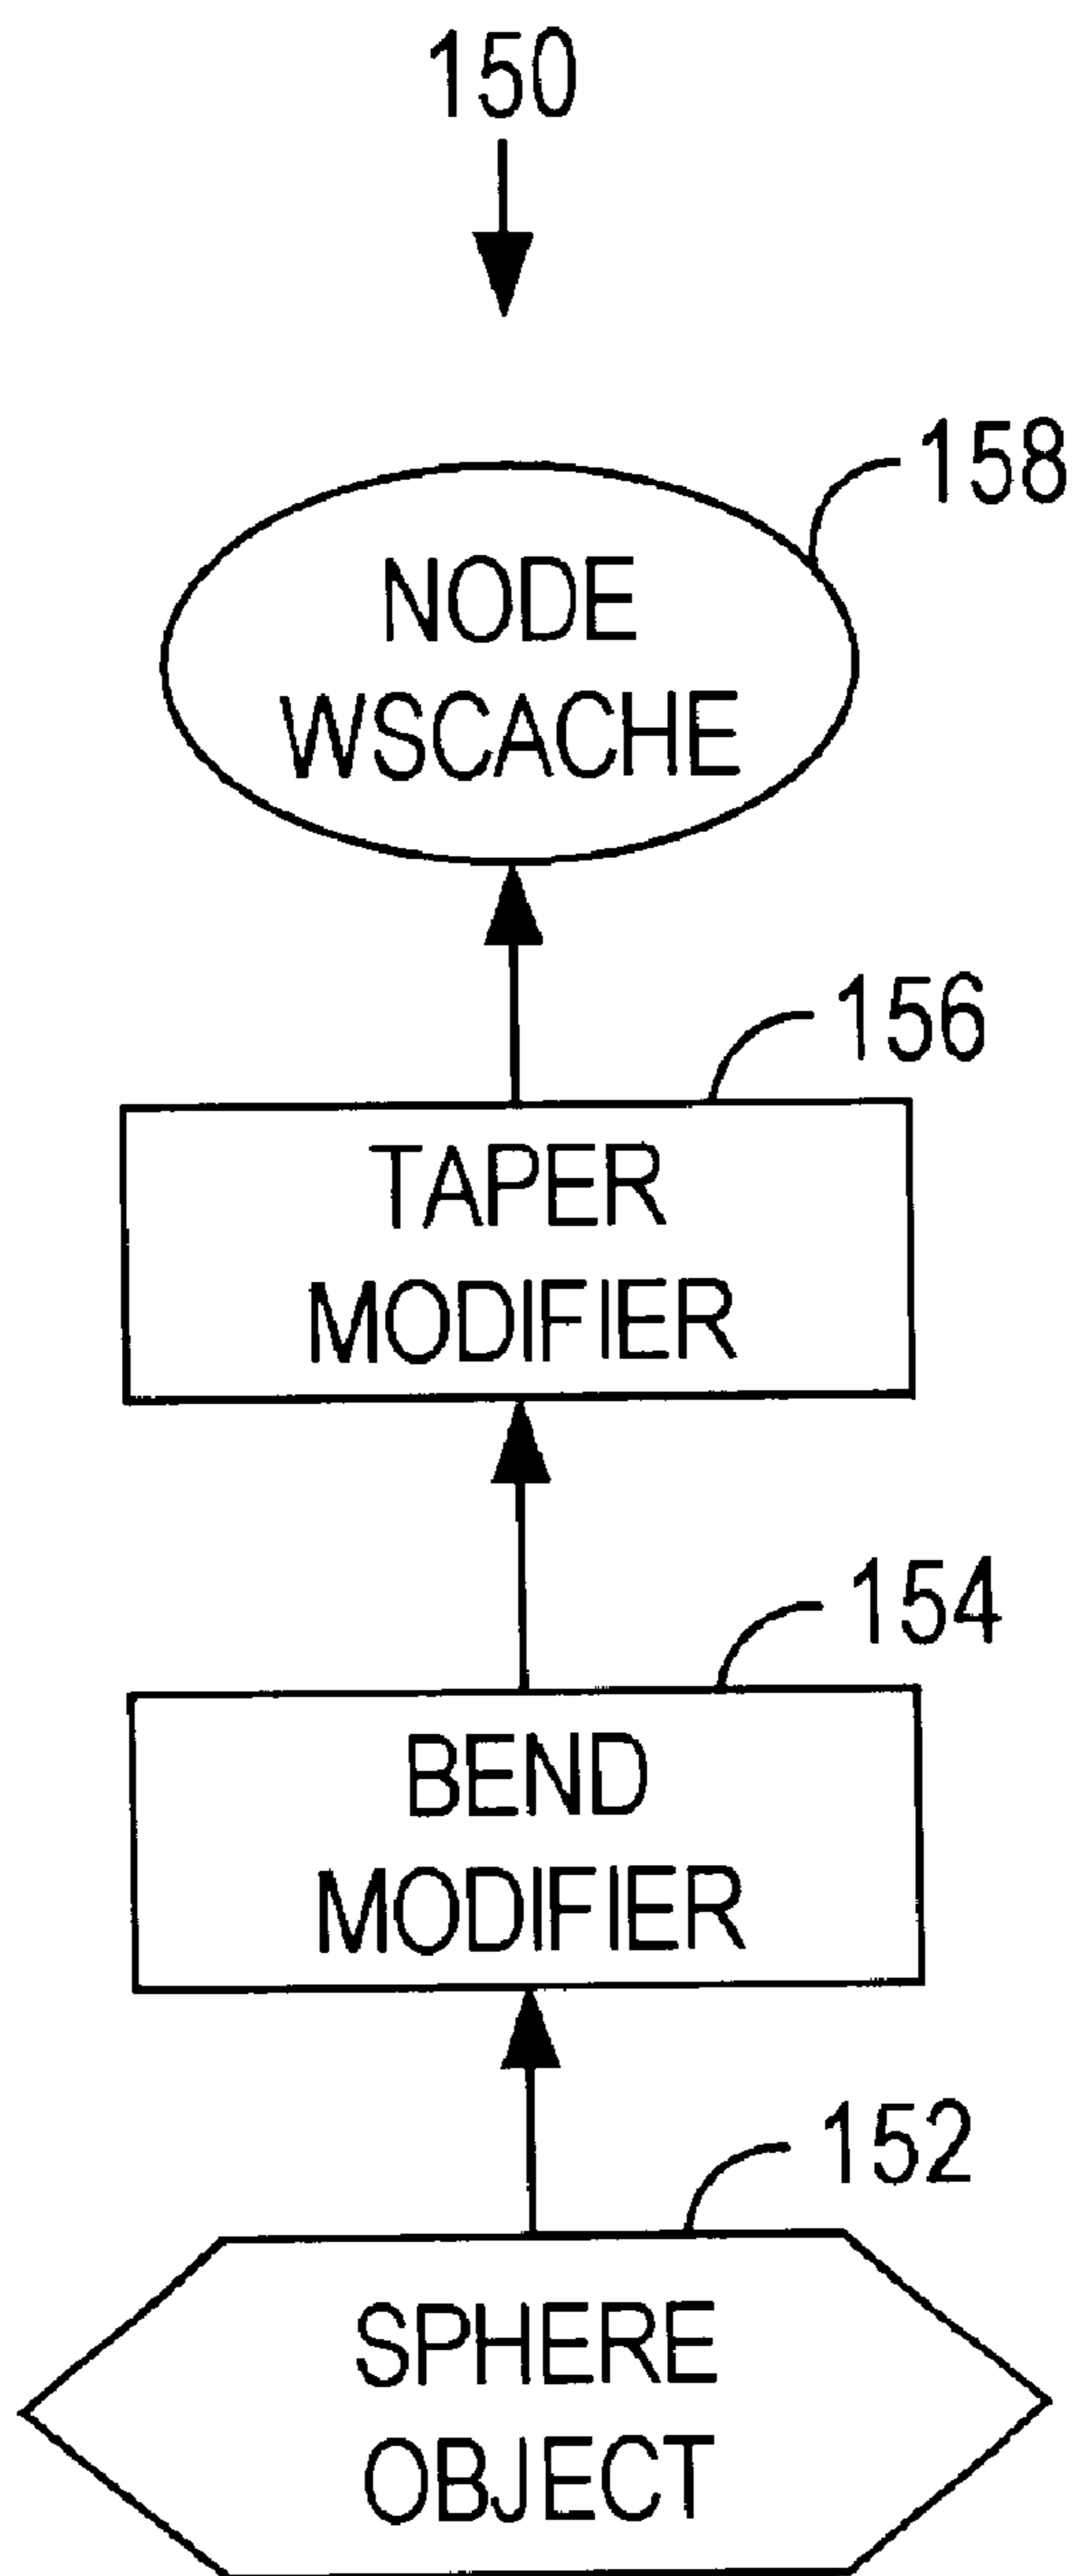 150
158
NODE
WSCACHE
156
TAPER
MODIFIER
154
BEND
MODIFIER
152
SPHERE
OBJECT